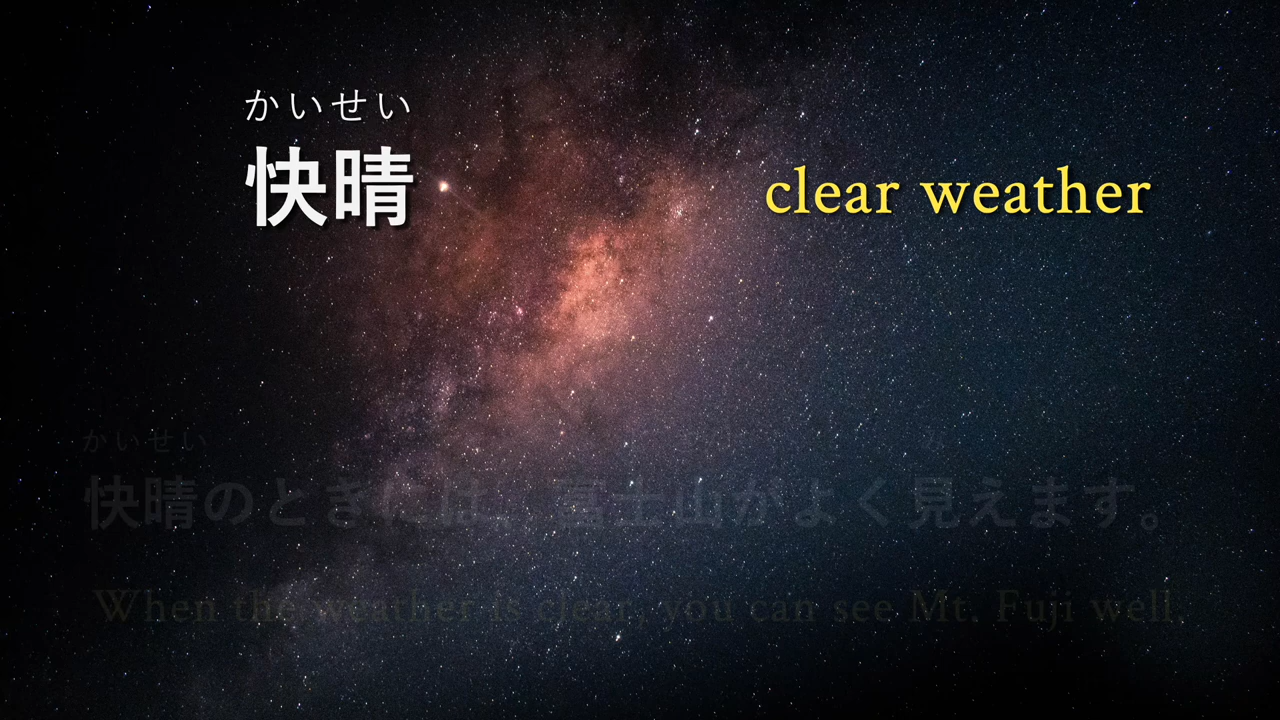 かいせい
快晴
clear weather
かいせい
快晴のときには、富士山がよく見えます。
When the weather is clear, you can see Mt. Fuji well.